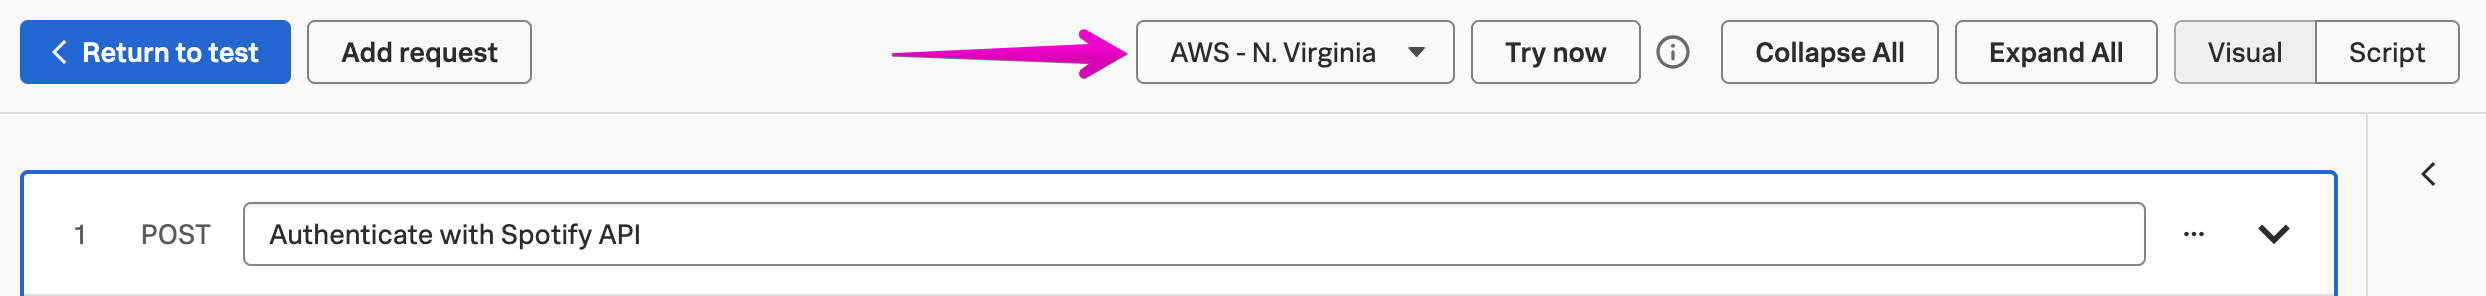 Return to test Add request AWS - N. Virginia Try now Collapse All Expand All Visual Script
1 POST Authenticate with Spotify API ...